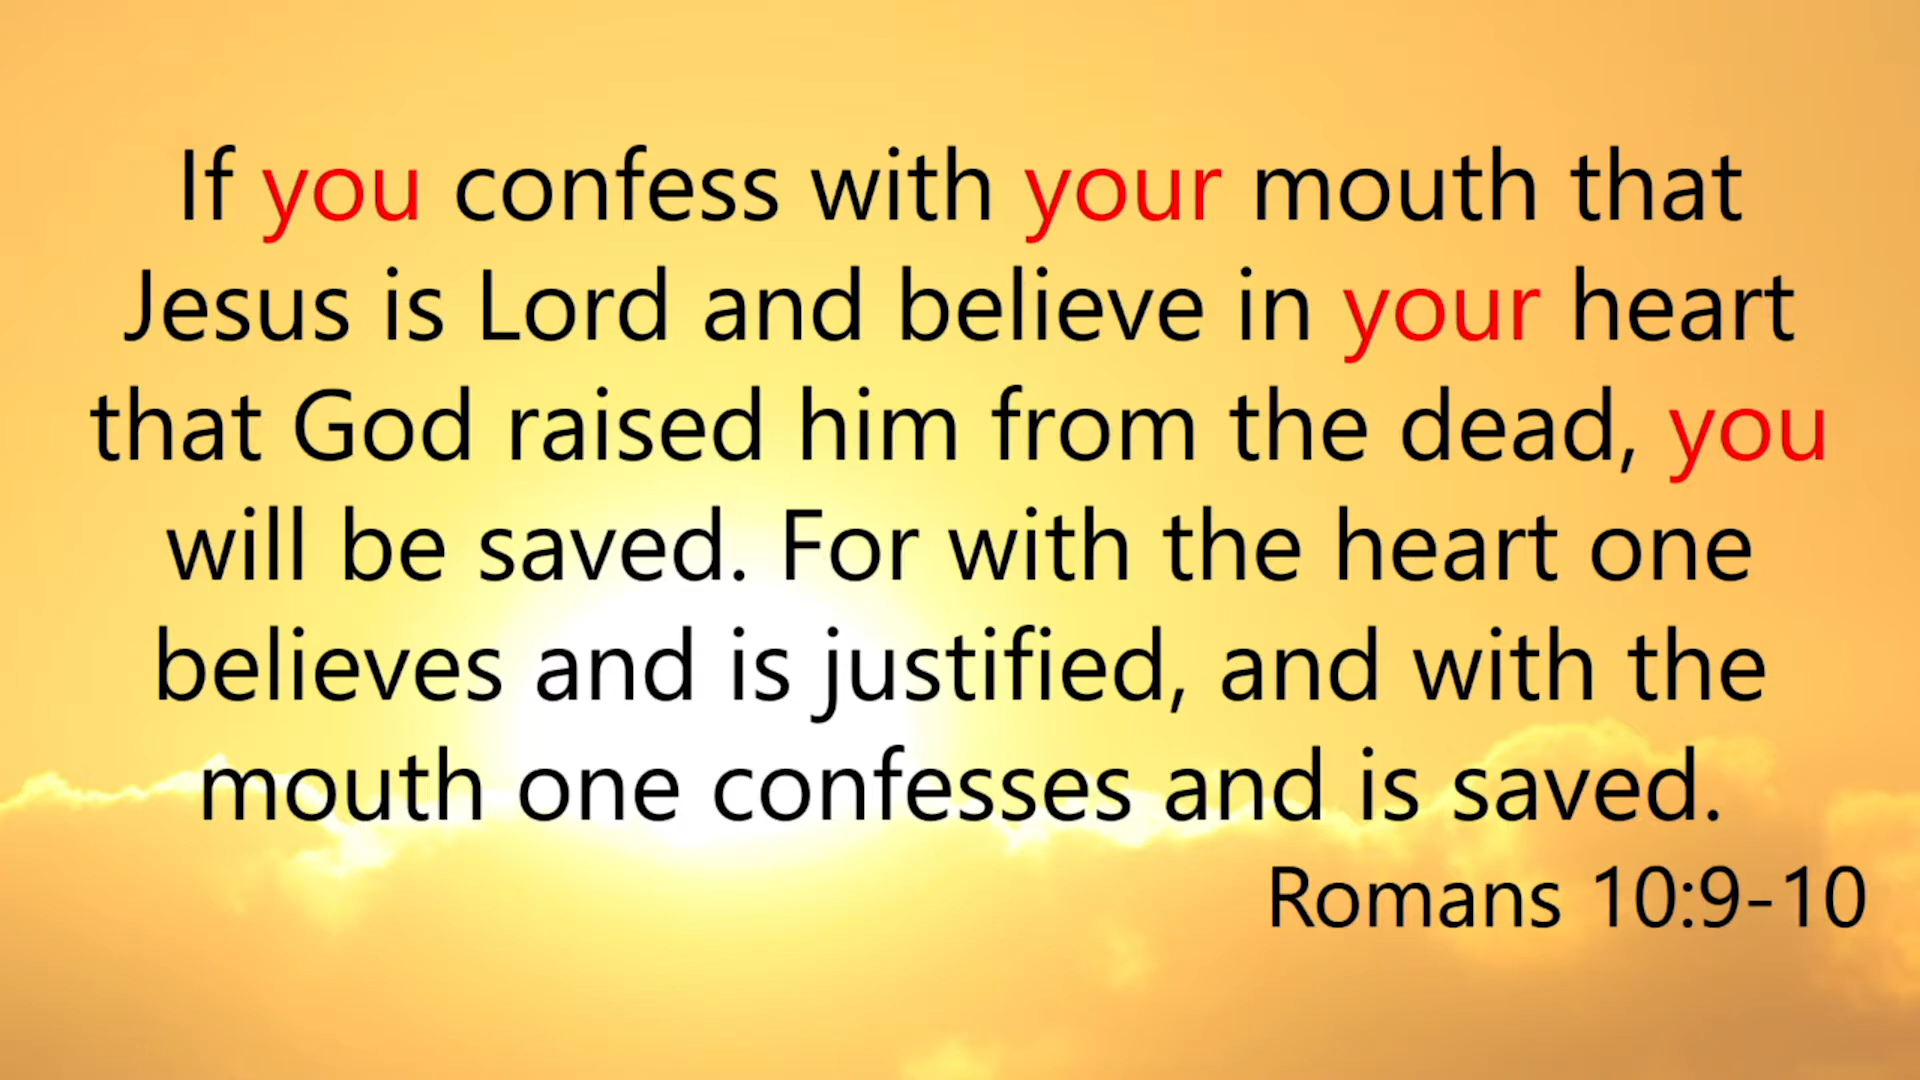 If you confess with your mouth that
Jesus is Lord and believe in your heart
that God raised him from the dead, you
will be saved. For with the heart one
believes and is justified, and with the
mouth one confesses and is saved.
Romans 10:9-10